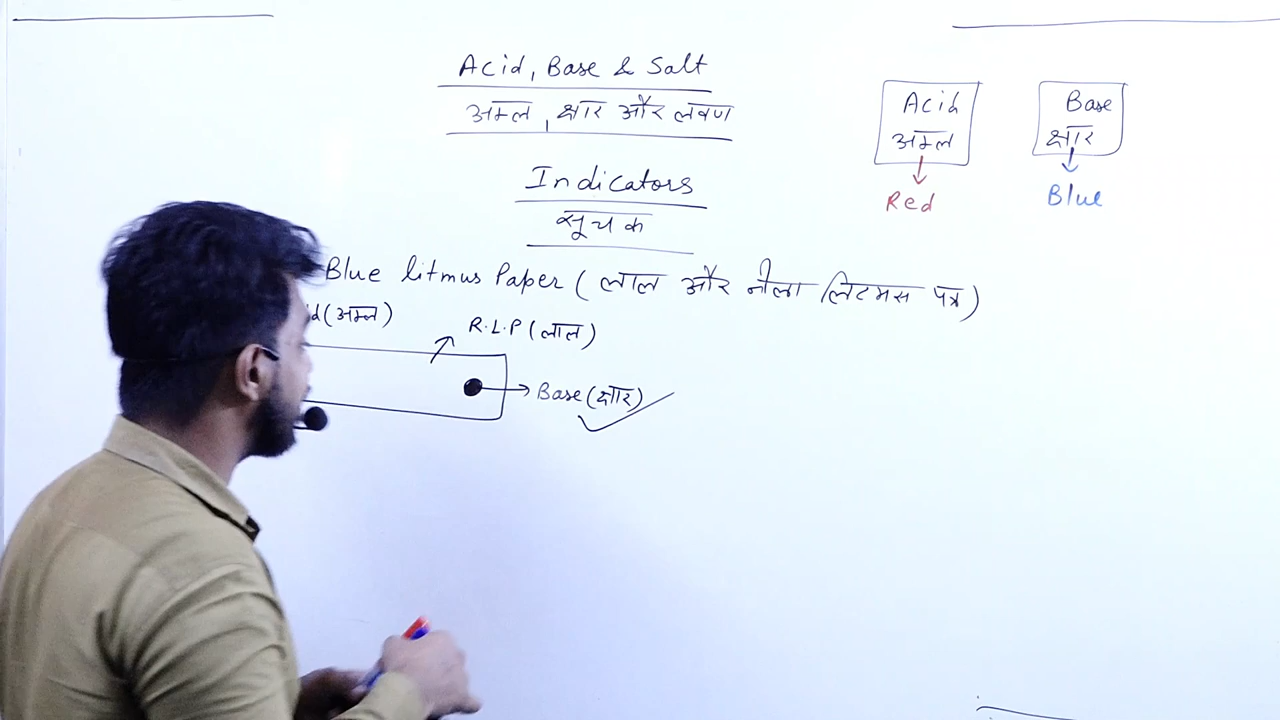 Acid, Base & Salt
अम्ल, क्षार और लवण
Indicators
सूचक
Acid
अम्ल
Red
Base
क्षार
Blue
Blue litmus Paper (लाल और नीला लिटमस पत्र)
(अम्ल)
R.L.P (लाल)
Base (क्षार)